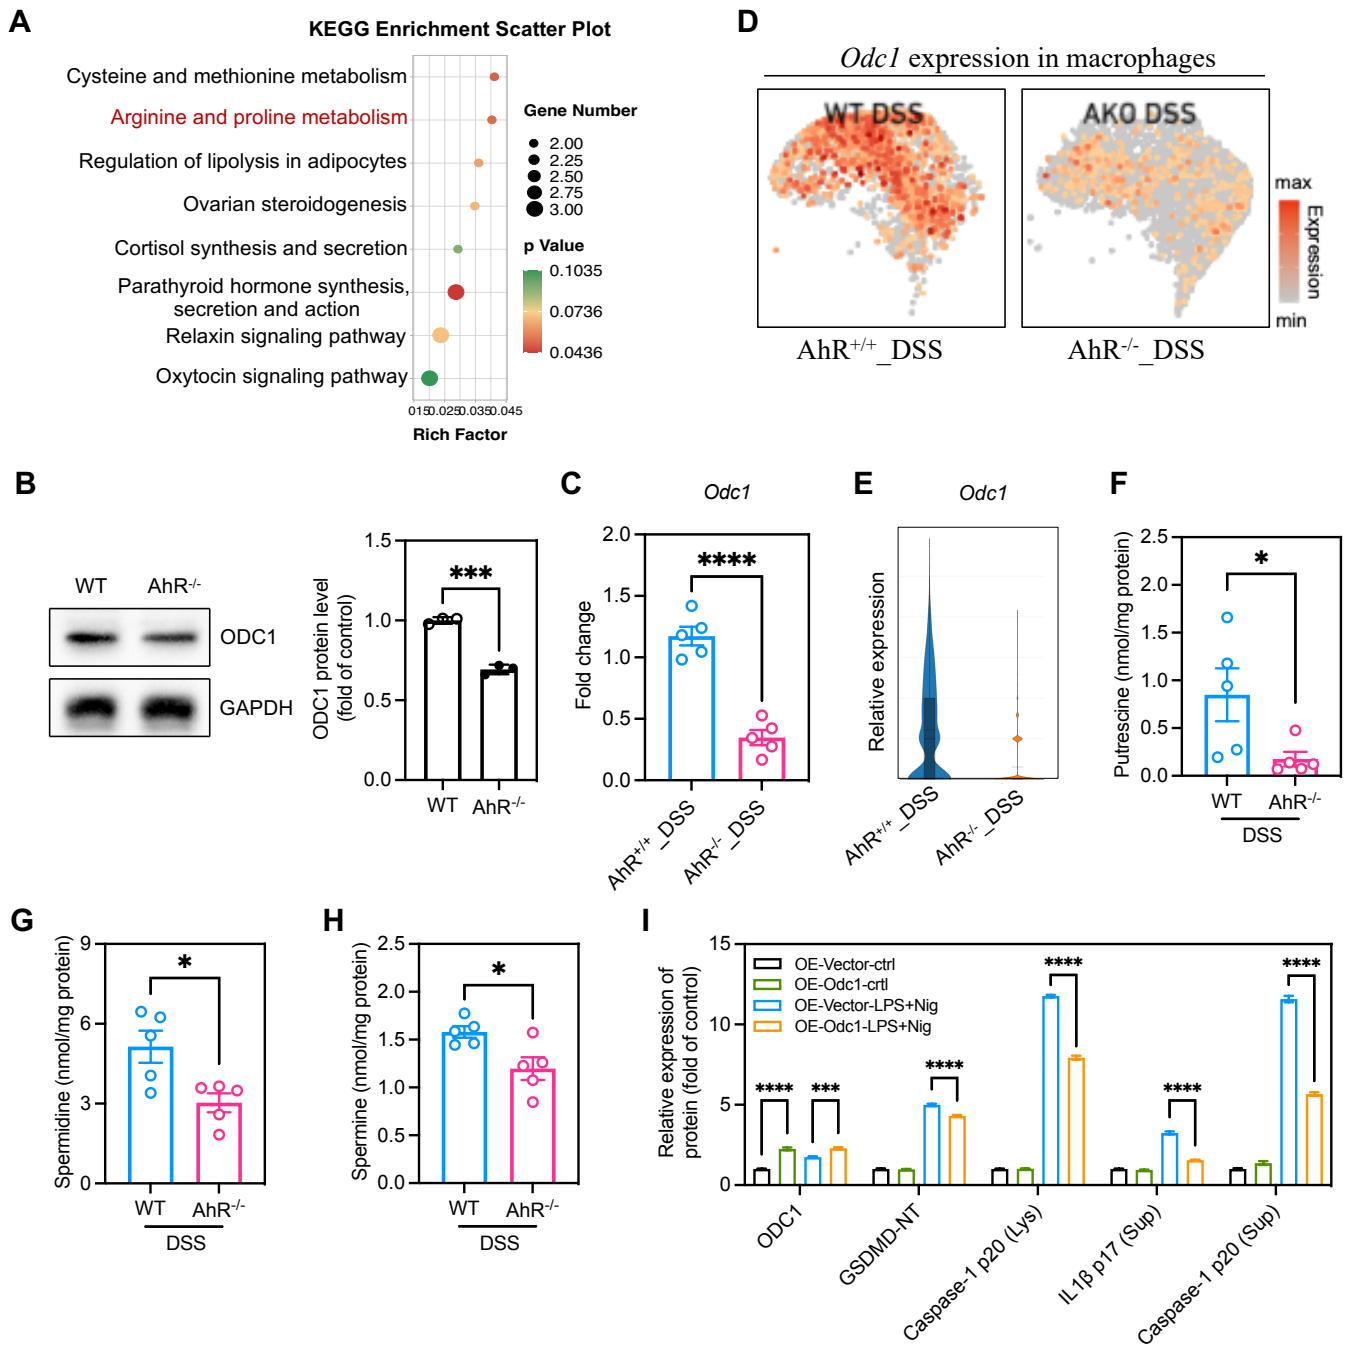 A
KEGG Enrichment Scatter Plot
Cysteine and methionine metabolism
Arginine and proline metabolism
Regulation of lipolysis in adipocytes
Ovarian steroidogenesis
Cortisol synthesis and secretion
Parathyroid hormone synthesis,
secretion and action
Relaxin signaling pathway
Oxytocin signaling pathway
015 0.025 0.035 0.045
Rich Factor
Gene Number
2.00
2.25
2.50
2.75
3.00
p Value
0.1035
0.0736
0.0436
D
Odc1 expression in macrophages
WT DSS
AKO DSS
AhR+/+_DSS
AhR-/-_DSS
max
Expression
min
B
WT AhR-/-
ODC1
GAPDH
ODC1 protein level
(fold of control)
1.5
1.0
0.5
0.0
***
WT AhR-/-
C
Odc1
Fold change
2.0
1.5
1.0
0.5
0.0
****
AhR+/+_DSS
AhR-/-_DSS
E
Odc1
Relative expression
AhR+/+_DSS
AhR-/-_DSS
F
Putrescine (nmol/mg protein)
2.5
2.0
1.5
1.0
0.5
0.0
*
WT AhR-/-
DSS
G
Spermidine (nmol/mg protein)
9
6
3
0
*
WT AhR-/-
DSS
H
Spermine (nmol/mg protein)
2.5
2.0
1.5
1.0
0.5
0.0
*
WT AhR-/-
DSS
I
Relative expression of
protein (fold of control)
15
10
5
0
OE-Vector-ctrl
OE-Odc1-crtl
OE-Vector-LPS+Nig
OE-Odc1-LPS+Nig
**** *** **** **** **** ****
ODC1
GSDMD-NT
Caspase-1 p20 (Lys)
IL1β p17 (Sup)
Caspase-1 p20 (Sup)